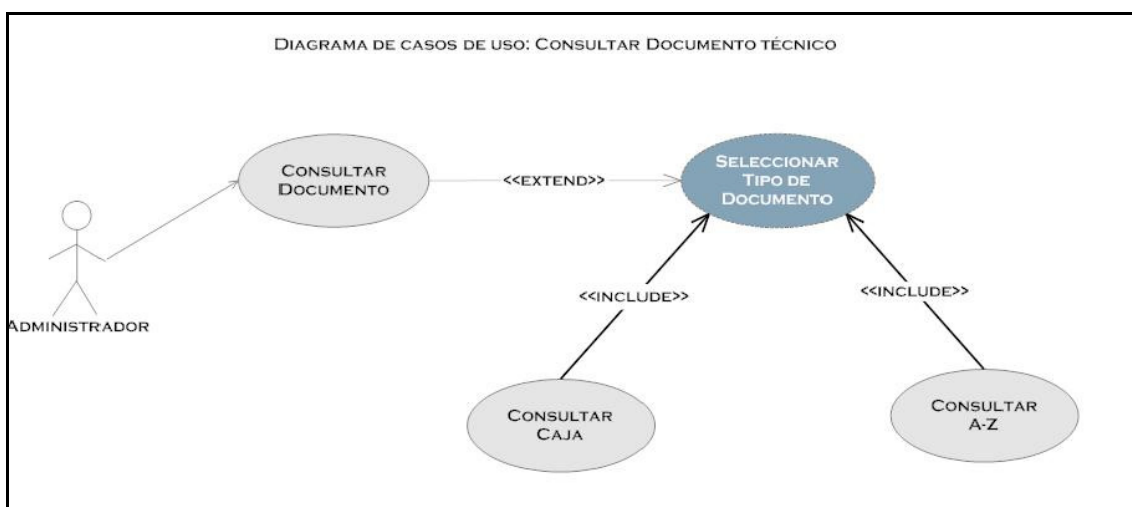 DIAGRAMA DE CASOS DE USO: CONSULTAR DOCUMENTO TÉCNICO
CONSULTAR
DOCUMENTO
<<EXTEND>>
SELECCIONAR
TIPO DE
DOCUMENTO
<<INCLUDE>>
<<INCLUDE>>
ADMINISTRADOR
CONSULTAR
CAJA
CONSULTAR
A-Z